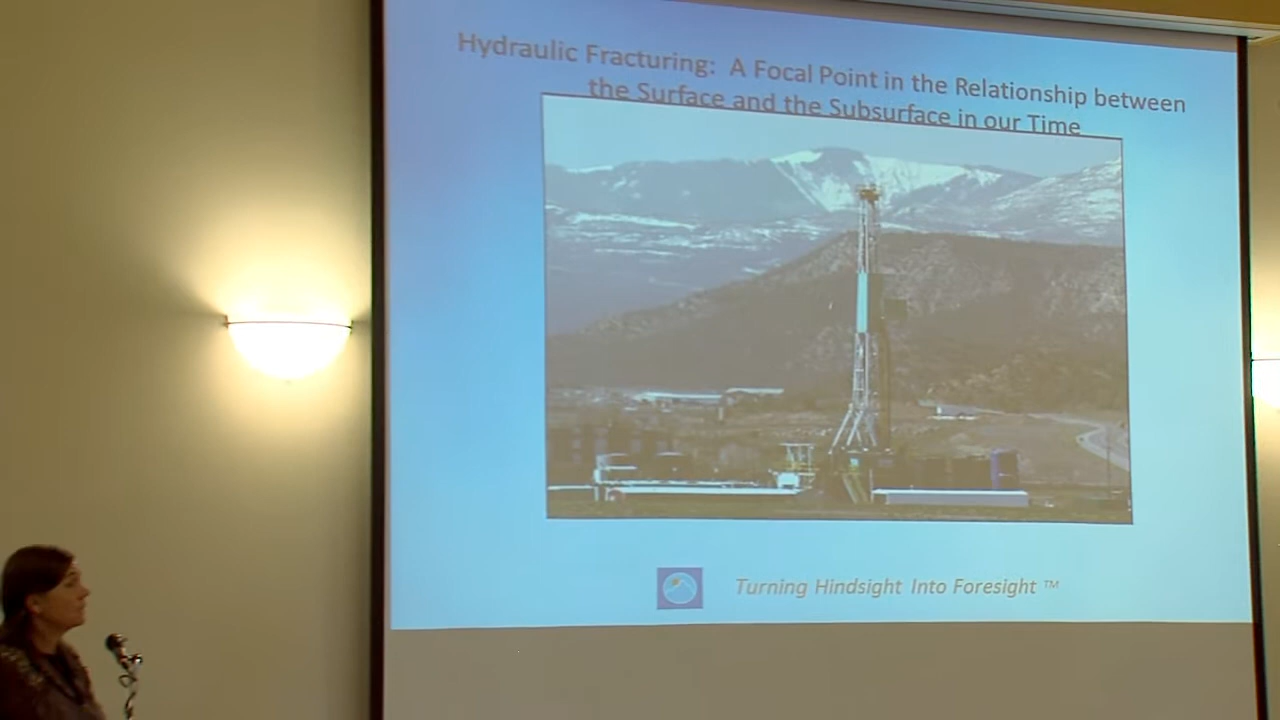 Hydraulic Fracturing: A Focal Point in the Relationship between
the Surface and the Subsurface in our Time
Turning Hindsight Into Foresight ™